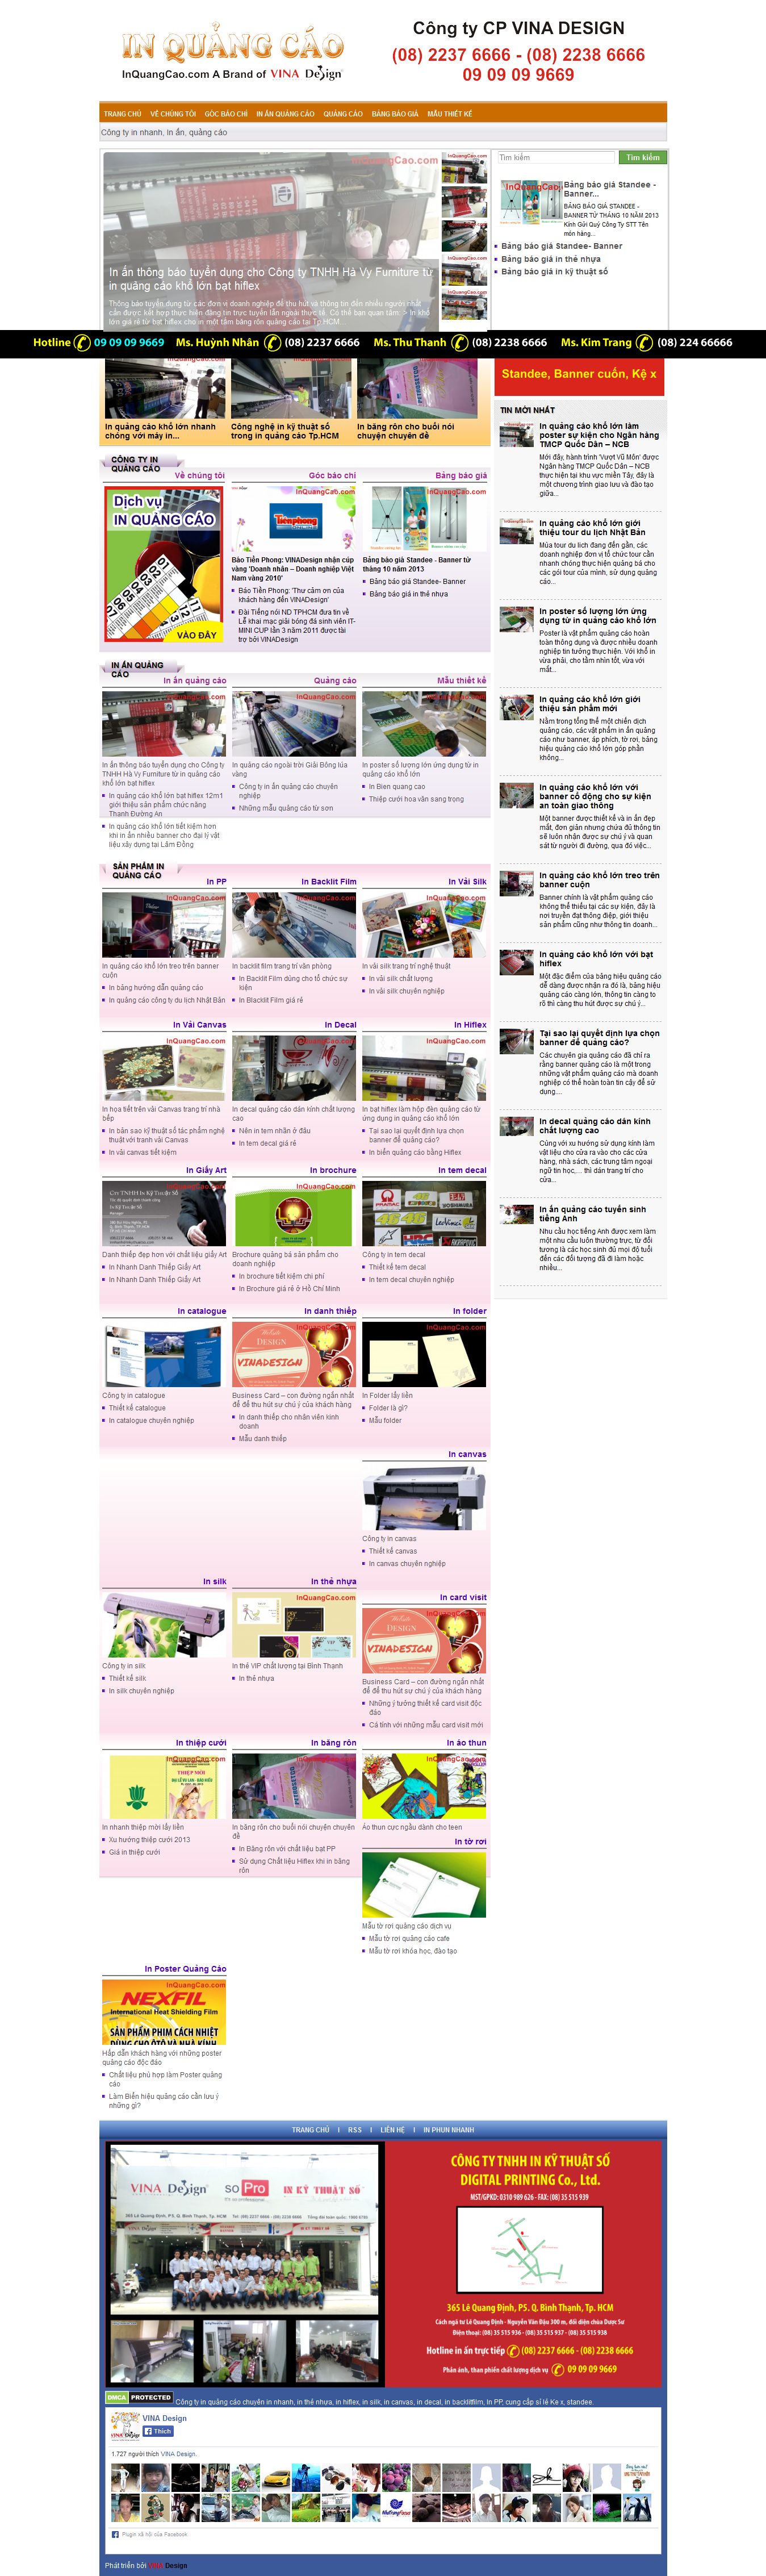 IN QUẢNG CÁO
InQuangCao.com A Brand of VINA Design
Công ty CP VINA DESIGN
(08) 2237 6666 - (08) 2238 6666
09 09 09 9669
TRANG CHỦ VỀ CHÚNG TÔI GÓC BÁO CHÍ IN ẤN QUẢNG CÁO QUẢNG CÁO BẢNG BÁO GIÁ MẪU THIẾT KẾ
Công ty in nhanh, In ấn, quảng cáo
In ấn thông báo tuyển dụng cho Công ty TNHH Hà Vy Furniture từ
in quảng cáo khổ lớn bạt hiflex
Thông báo tuyển dụng từ các đơn vị doanh nghiệp để thu hút và thông tin đến nhiều người nhất
cần được kết hợp thực hiện đăng tin trực tuyến lẫn ngoài thực tế. Có thể bạn quan tâm: > In khổ
lớn giá rẻ từ bạt hiflex cho in một tấm băng rôn quảng cáo tại Tp.HCM ...
Tìm kiếm
Tìm kiếm
Bảng báo giá Standee -
Banner...
BẢNG BÁO GIÁ STANDEE -
BANNER TỪ THÁNG 10 NĂM 2013
Kính Gửi Quý Công Ty STT Tên
món hàng...
Bảng báo giá Standee- Banner
Bảng báo giá in thẻ nhựa
Bảng báo giá in kỹ thuật số
Hotline 09 09 09 9669 Ms. Huỳnh Nhân (08) 2237 6666 Ms. Thu Thanh (08) 2238 6666 Ms. Kim Trang (08) 224 66666
In quảng cáo khổ lớn nhanh
chóng với máy in...
Công nghệ in kỹ thuật số
trong in quảng cáo Tp.HCM
In băng rôn cho buổi nói
chuyện chuyên đề
Standee, Banner cuốn, Kệ x
CÔNG TY IN
QUẢNG CÁO
Về chúng tôi
Dịch vụ
IN QUẢNG CÁO
VÀO ĐÂY
Góc báo chí
Báo Tiền Phong: VINADesign nhận cúp
vàng 'Doanh nhân – Doanh nghiệp Việt
Nam vàng 2010'
Báo Tiền Phong: 'Thư cảm ơn của
khách hàng đến VINADesign'
Đài Tiếng nói ND TPHCM đưa tin về
Lễ khai mạc giải bóng đá sinh viên IT-
MINI CUP lần 3 năm 2011 được tài
trợ bởi VINADesign
Bảng báo giá
Bảng báo giá Standee - Banner từ
tháng 10 năm 2013
Bảng báo giá Standee- Banner
Bảng báo giá in thẻ nhựa
IN ẤN QUẢNG
CÁO
In ấn quảng cáo
In ấn thông báo tuyển dụng cho Công ty
TNHH Hà Vy Furniture từ in quảng cáo
khổ lớn bạt hiflex
In quảng cáo khổ lớn bạt hiflex 12m1
giới thiệu sản phẩm chức năng
Thanh Đường An
In quảng cáo khổ lớn tiết kiệm hơn
khi in ấn nhiều banner cho đại lý vật
liệu xây dựng tại Lâm Đồng
Quảng cáo
In quảng cáo ngoài trời Giải Bông lúa
vàng
Công ty in ấn quảng cáo chuyên
nghiệp
Những mẫu quảng cáo từ sơn
Mẫu thiết kế
In poster số lượng lớn ứng dụng từ in
quảng cáo khổ lớn
In Bien quang cao
Thiệp cưới hoa văn sang trọng
SẢN PHẨM IN
QUẢNG CÁO
In PP
In quảng cáo khổ lớn treo trên banner
cuộn
In bảng hướng dẫn quảng cáo
In quảng cáo công ty du lịch Nhật Bản
In Backlit Film
In backlit film trang trí văn phòng
In Backlit Film dùng cho tổ chức sự
kiện
In Blacklit Film giá rẻ
In Vải Silk
In vải silk trang trí nghệ thuật
In vải silk chất lượng
In vải silk chuyên nghiệp
In Vải Canvas
In họa tiết trên vải Canvas trang trí nhà
bếp
In bản sao kỹ thuật số tác phẩm nghệ
thuật với tranh vải Canvas
In vải canvas tiết kiệm
In Decal
In decal quảng cáo dán kính chất lượng
cao
Nên in tem nhãn ở đâu
In tem decal giá rẻ
In Hiflex
In bạt hiflex làm hộp đèn quảng cáo từ
ứng dụng in quảng cáo khổ lớn
Tại sao lại quyết định lựa chọn
banner để quảng cáo?
In biển quảng cáo bằng Hiflex
In Giấy Art
Danh thiếp đẹp hơn với chất liệu giấy Art
In Nhanh Danh Thiếp Giấy Art
In Nhanh Danh Thiếp Giấy Art
In brochure
Brochure quảng bá sản phẩm cho
doanh nghiệp
In brochure tiết kiệm chi phí
In Brochure giá rẻ ở Hồ Chí Minh
In tem decal
Công ty in tem decal
Thiết kế tem decal
In tem decal chuyên nghiệp
In catalogue
Công ty in catalogue
Thiết kế catalogue
In catalogue chuyên nghiệp
In danh thiếp
Business Card – con đường ngắn nhất
để để thu hút sự chú ý của khách hàng
In danh thiếp cho nhân viên kinh
doanh
Mẫu danh thiếp
In folder
In Folder lấy liền
Folder là gì?
Mẫu folder
In canvas
Công ty in canvas
Thiết kế canvas
In canvas chuyên nghiệp
In silk
Công ty in silk
Thiết kế silk
In silk chuyên nghiệp
In thẻ nhựa
In thẻ VIP chất lượng tại Bình Thạnh
In thẻ nhựa
In card visit
Business Card – con đường ngắn nhất
để để thu hút sự chú ý của khách hàng
Những ý tưởng thiết kế card visit độc
đáo
Cá tính với những mẫu card visit mới
In thiệp cưới
In nhanh thiệp mời lấy liền
Xu hướng thiệp cưới 2013
Giá in thiệp cưới
In băng rôn
In băng rôn cho buổi nói chuyện chuyên
đề
In Băng rôn với chất liệu bạt PP
Sử dụng Chất liệu Hiflex khi in băng
rôn
In áo thun
Áo thun cực ngầu dành cho teen
In tờ rơi
Mẫu tờ rơi quảng cáo dịch vụ
Mẫu tờ rơi quảng cáo cafe
Mẫu tờ rơi khóa học, đào tạo
In Poster Quảng Cáo
NEXFIL
International Heat Shielding Film
SẢN PHẨM PHIM CÁCH NHIỆT
DÙNG CHO ÔTÔ VÀ NHÀ KÍNH
Hấp dẫn khách hàng với những poster
quảng cáo độc đáo
Chất liệu phù hợp làm Poster quảng
cáo
Làm Biển hiệu quảng cáo cần lưu ý
những gì?
TIN MỚI NHẤT
In quảng cáo khổ lớn làm
poster sự kiện cho Ngân hàng
TMCP Quốc Dân – NCB
Mới đây, hành trình 'Vượt Vũ Môn' được
Ngân hàng TMCP Quốc Dân – NCB
thực hiện tại khu vực miền Tây, đây là
một chương trình giao lưu và đào tạo
giữa...
In quảng cáo khổ lớn giới
thiệu tour du lịch Nhật Bản
Mùa tour du lịch đang đến gần, các
doanh nghiệp đơn vị tổ chức tour cần
nhanh chóng thực hiện quảng bá cho
các gói tour của mình, sử dụng quảng
cáo...
In poster số lượng lớn ứng
dụng từ in quảng cáo khổ lớn
Poster là vật phẩm quảng cáo hoàn
toàn thông dụng và được nhiều doanh
nghiệp tin tưởng thực hiện. Với khổ in
vừa phải, cho tầm nhìn tốt, vừa với
mắt...
In quảng cáo khổ lớn giới
thiệu sản phẩm mới
Nằm trong tổng thể một chiến dịch
quảng cáo, các vật phẩm in ấn quảng
cáo như banner, áp phích, tờ rơi, bảng
hiệu quảng cáo khổ lớn góp phần
không...
In quảng cáo khổ lớn với
banner cổ động cho sự kiện
an toàn giao thông
Một banner được thiết kế và in ấn đẹp
mắt, đơn giản nhưng chứa đủ thông tin
sẽ luôn nhận được sự chú ý và quan
sát từ người đi đường, qua đó việc...
In quảng cáo khổ lớn treo trên
banner cuộn
Banner chính là vật phẩm quảng cáo
không thể thiếu tại các sự kiện, đây là
nơi truyền đạt thông điệp, giới thiệu
sản phẩm cũng như thông tin doanh...
In quảng cáo khổ lớn với bạt
hiflex
Một đặc điểm của bảng hiệu quảng cáo
dễ dàng được nhận ra đó là, bảng hiệu
quảng cáo càng lớn, thông tin càng to
rõ thì càng thu hút được sự chú ý...
Tại sao lại quyết định lựa chọn
banner để quảng cáo?
Các chuyên gia quảng cáo đã chỉ ra
rằng banner quảng cáo là một trong
những vật phẩm quảng cáo mà doanh
nghiệp có thể hoàn toàn tin cậy để sử
dụng....
In decal quảng cáo dán kính
chất lượng cao
Cùng với xu hướng sử dụng kính làm
vật liệu cho cửa ra vào cho các cửa
hàng, nhà sách, các trung tâm ngoại
ngữ tin học,... thì dán trang trí cho
cửa...
In ấn quảng cáo tuyển sinh
tiếng Anh
Nhu cầu học tiếng Anh được xem làm
một nhu cầu luôn thường trực, từ đối
tượng là các học sinh đủ mọi độ tuổi
đến các đối tượng đã đi làm hoặc
nhiều...
TRANG CHỦ I RSS I LIÊN HỆ I IN PHUN NHANH
VINA Design SO Pro IN KỸ THUẬT SỐ
CÔNG TY TNHH IN KỸ THUẬT SỐ
DIGITAL PRINTING Co., Ltd.
MST/GPKD: 0310 989 626 - FAX: (08) 35 515 939
365 Lê Quang Định, P5. Q. Bình Thạnh, Tp. HCM
Cách ngã tư Lê Quang Định - Nguyễn Văn Đậu 300 m, đối diện chùa Dược Sư
Điện thoại: (08) 35 515 936 - (08) 35 515 937 - (08) 35 515 938
Hotline in ấn trực tiếp (08) 2237 6666 - (08) 2238 6666
Phản ánh, than phiền chất lượng dịch vụ 09 09 09 9669
DMCA PROTECTED Công ty in quảng cáo chuyên in nhanh, in thẻ nhựa, in hiflex, in silk, in canvas, in decal, in backlitfilm, In PP, cung cấp sỉ lẻ Kẹ x, standee.
VINA Design
Thích
1.727 người thích VINA Design.
Plugin xã hội của Facebook
Phát triển bởi VINA Design